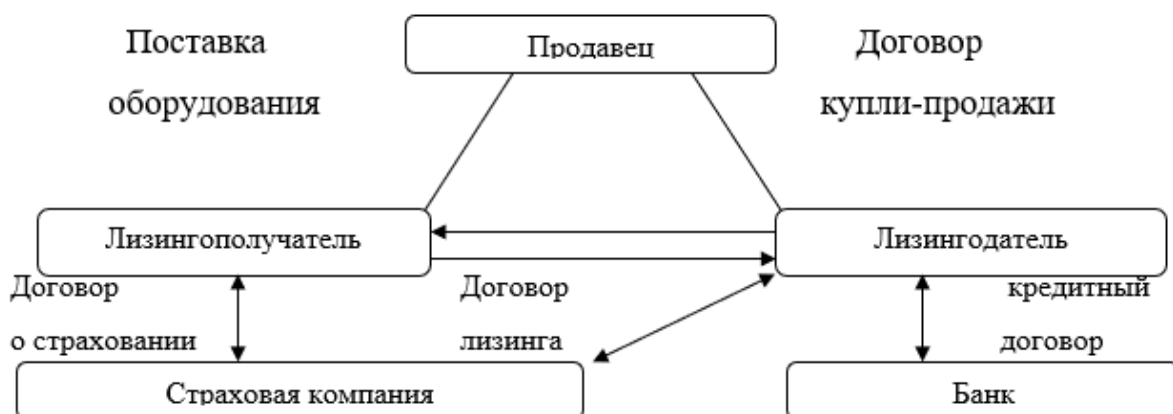 Поставка
оборудования
Продавец
Договор
купли-продажи
Лизингополучатель
Лизингодатель
Договор
о страховании
Договор
лизинга
кредитный
договор
Страховая компания
Банк